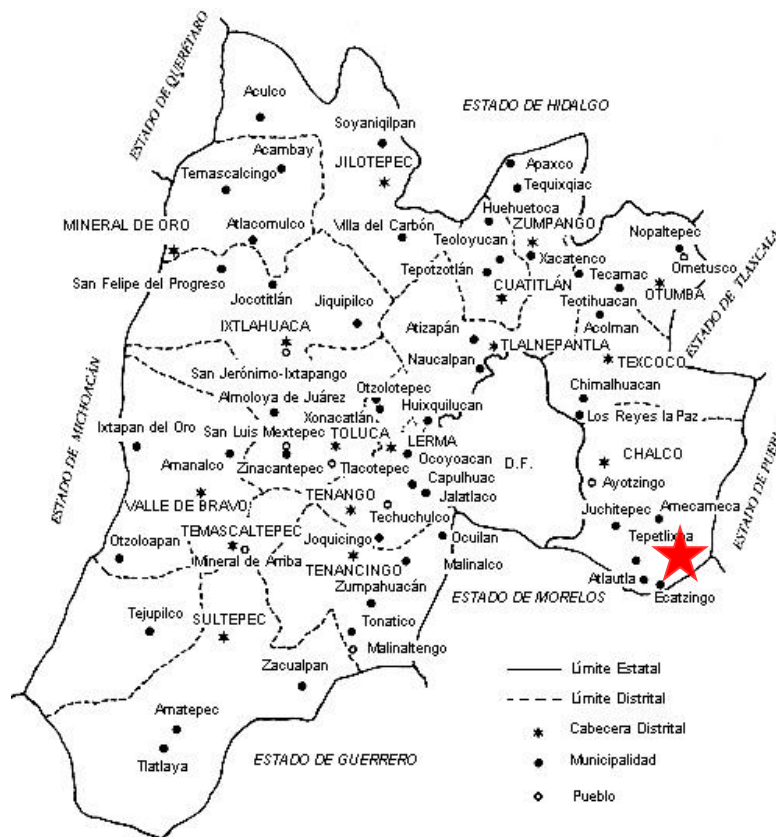 ESTADO DE QUERÉTARO
Aculco
ESTADO DE HIDALGO
Soyaniqilpan
Acambay
JILOTEPEC
Apaxco
Temascalcingo
Tequixqiac
Huehuetoca
MINERAL DE ORO
Atlacomulco
Villa del Carbón
ZUMPANGO
Nopaltepec
Teoloyucan
Xacatenco
Ometusco
San Felipe del Progreso
Tepotzotlán
Tecamac
Jocotitlán
CUATITLÁN
OTUMBA
ESTADO DE TLAXCALA
Jiquipilco
Teotihuacan
IXTLAHUACA
Atizapán
Acolman
TLALNEPANTLA
San Jerónimo-Ixtapango
Naucalpan
TEXCOCO
Otzolotepec
Almoloya de Juárez
Chimalhuacan
Xonacatlán
Huixquilucan
Los Reyes la Paz
ESTADO DE MICHOACÁN
Ixtapan del Oro
San Luis Mextepec
TOLUCA
LERMA
Ocoyoacan
D.F.
CHALCO
Amanalco
Zinacantepec
Tlacotepec
Capulhuac
Ayotzingo
VALLE DE BRAVO
TENANGO
Jalatlaco
Amecameca
Techuchulco
Juchitepec
TEMASCALTEPEC
Joquicingo
Ocuilan
Otzoloapan
Mineral de Arriba
TENANCINGO
Malinalco
Atlautla
Zumpahuacán
ESTADO DE MORELOS
Ecatzingo
Tejupilco
SULTEPEC
Tonatico
Malinaltengo
Zacualpan
Límite Estatal
Límite Distrital
Amatepec
Cabecera Distrital
Tlatlaya
ESTADO DE GUERRERO
Municipalidad
Pueblo